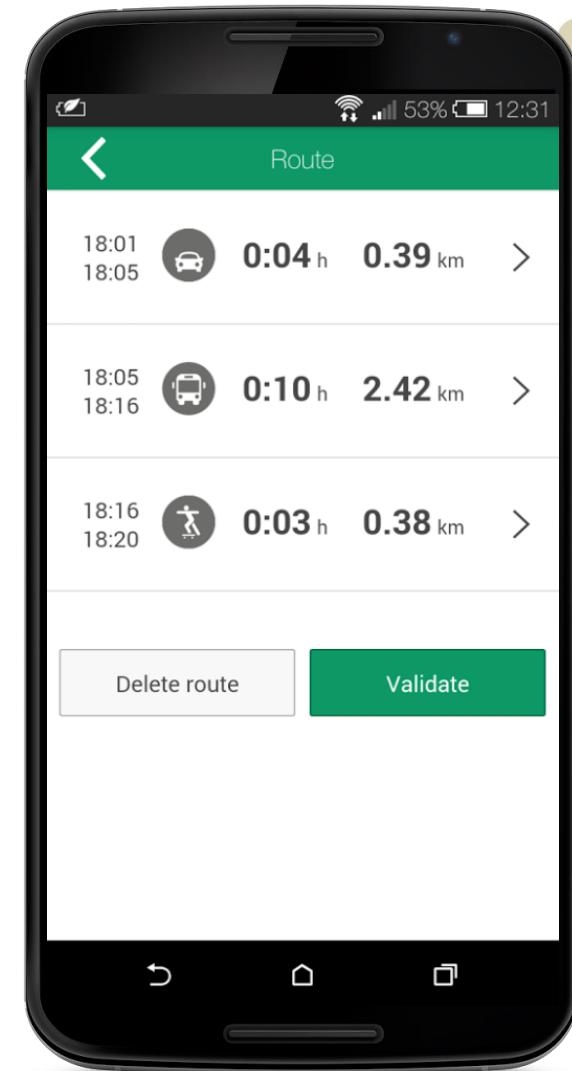 53% 12:31
Route
18:01
18:05
0:04 h 0.39 km
18:05
18:16
0:10 h 2.42 km
18:16
18:20
0:03 h 0.38 km
Delete route Validate